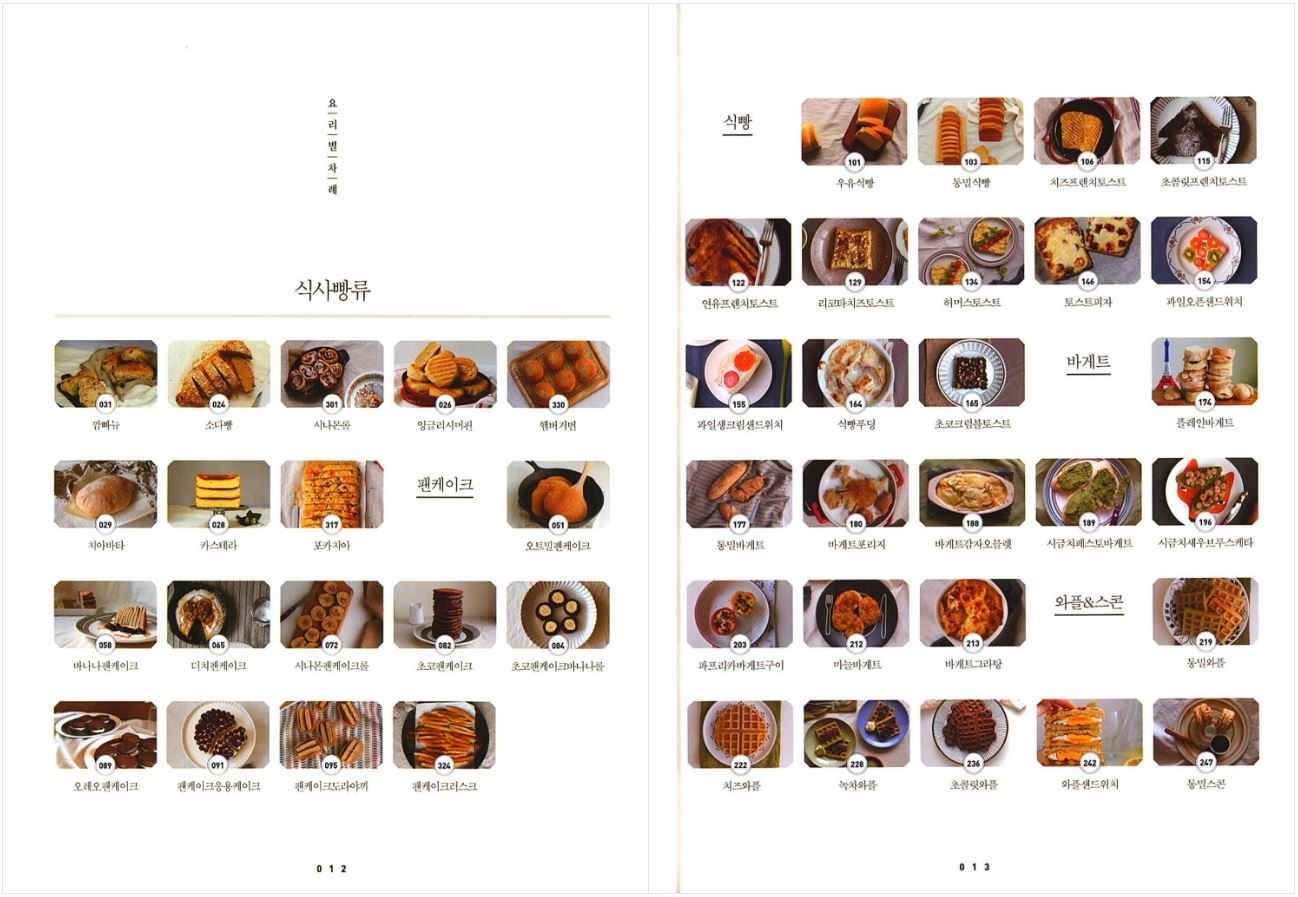 요리별차례
식사빵류
031 024 301 026 330
깜빠뉴 소다빵 시나몬롤 잉글리시머핀 햄버거번
029 028 317 팬케이크 051
치아바타 카스테라 포카치아 오트밀팬케이크
058 065 072 082 084
바나나팬케이크 더치팬케이크 시나몬팬케이크롤 초코팬케이크 초코팬케이크바나나롤
089 091 095 324
오레오팬케이크 팬케이크응용케이크 팬케이크도라야끼 팬케이크러스크
012
식빵
101 103 106 115
우유식빵 통밀식빵 치즈프렌치토스트 초콜릿프렌치토스트
122 129 134 146 154
연유프렌치토스트 리코타치즈토스트 허머스토스트 토스트피자 과일오픈샌드위치
155 164 165 바게트 174
과일생크림샌드위치 식빵푸딩 초코크럼블토스트 플레인바게트
177 180 188 189 196
통밀바게트 바게트포리지 바게트감자오믈렛 시금치페스토바게트 시금치새우브루스케타
203 212 213 와플&스콘 219
파프리카바게트구이 마늘바게트 바게트그라탕 통밀와플
222 228 236 242 247
치즈와플 녹차와플 초콜릿와플 와플샌드위치 통밀스콘
013